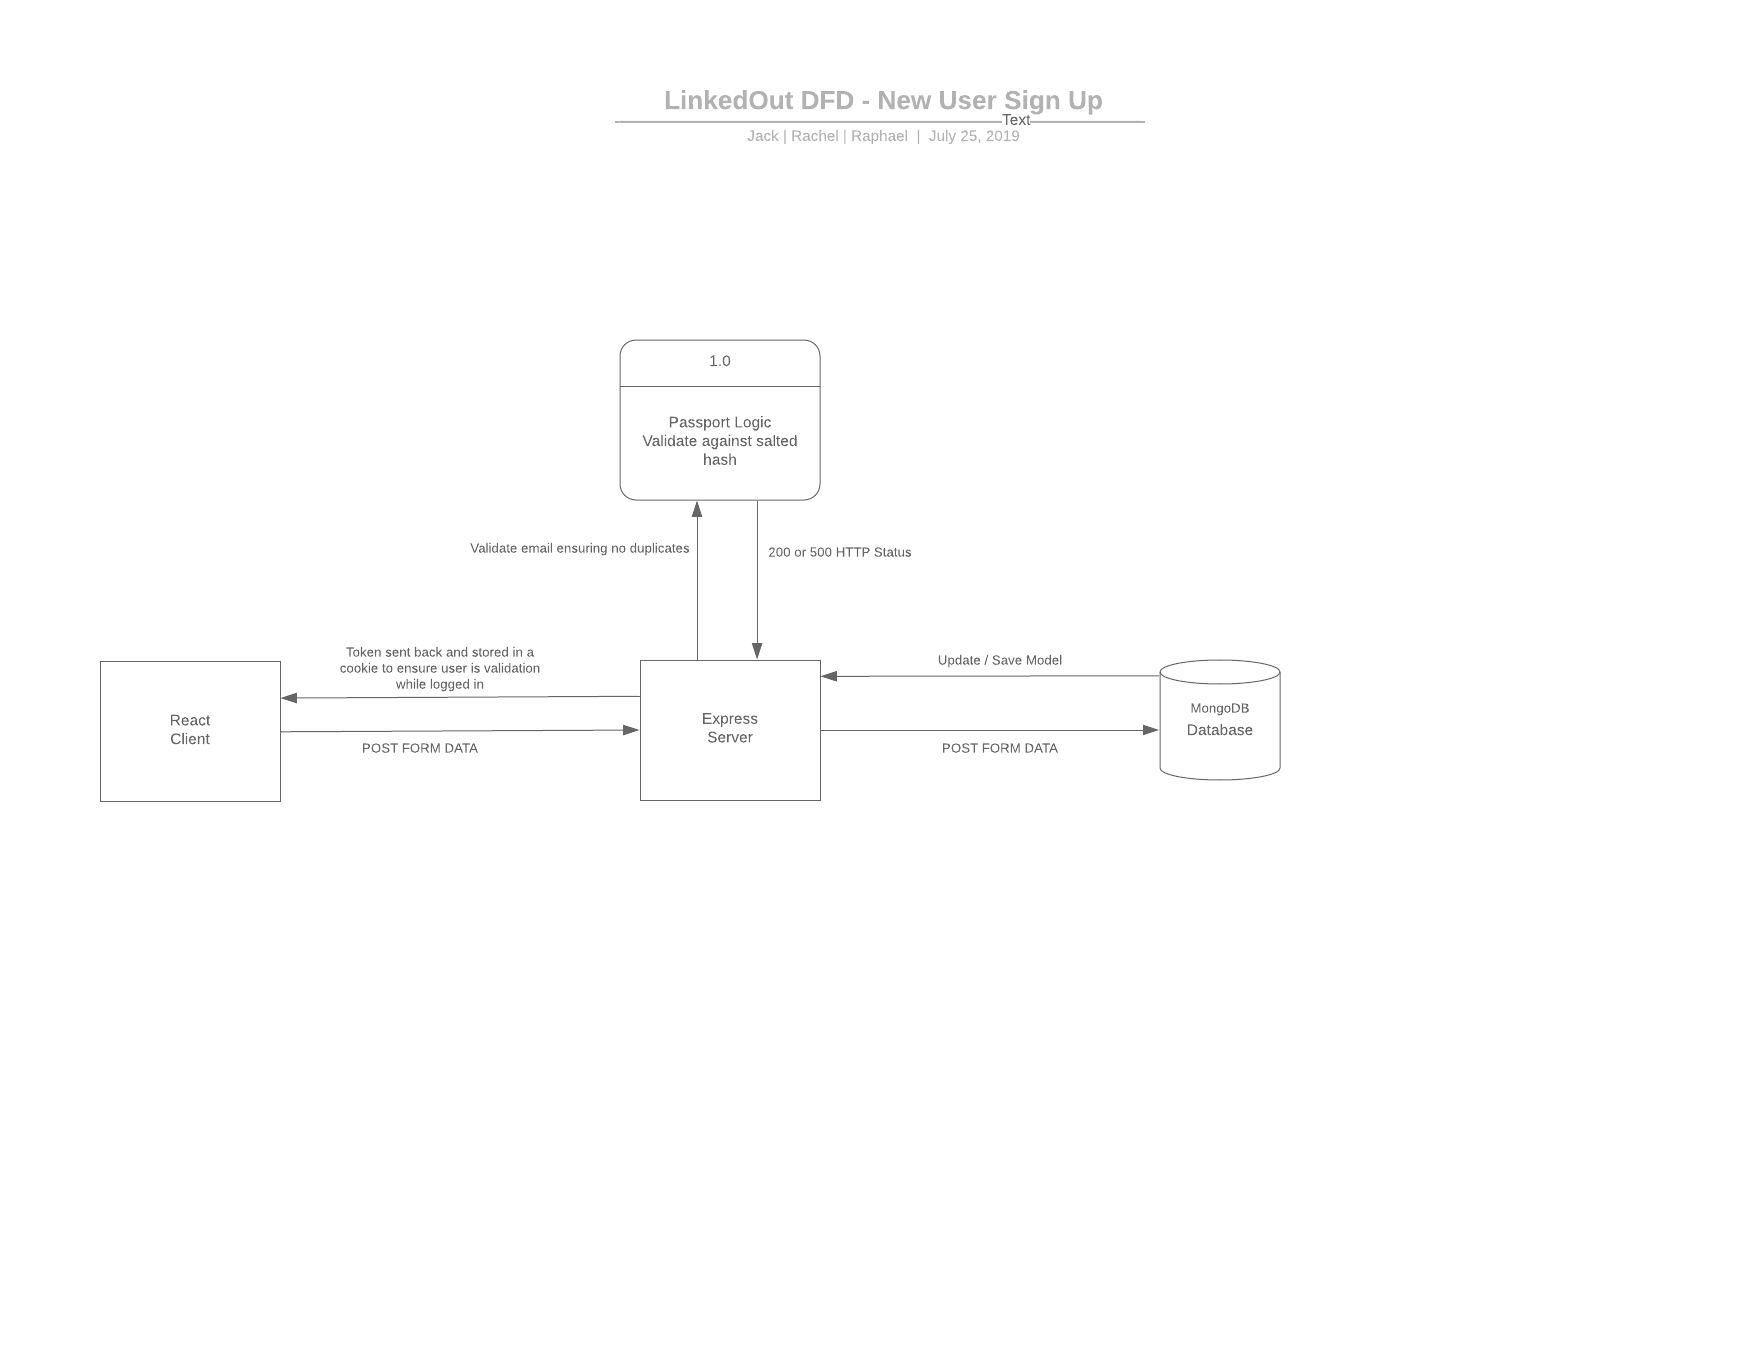 LinkedOut DFD - New User Sign Up
Text
Jack | Rachel | Raphael | July 25, 2019
1.0
Passport Logic
Validate against salted
hash
Validate email ensuring no duplicates
200 or 500 HTTP Status
Token sent back and stored in a
cookie to ensure user is validation
while logged in
Update / Save Model
React
Client
Express
Server
MongoDB
Database
POST FORM DATA
POST FORM DATA